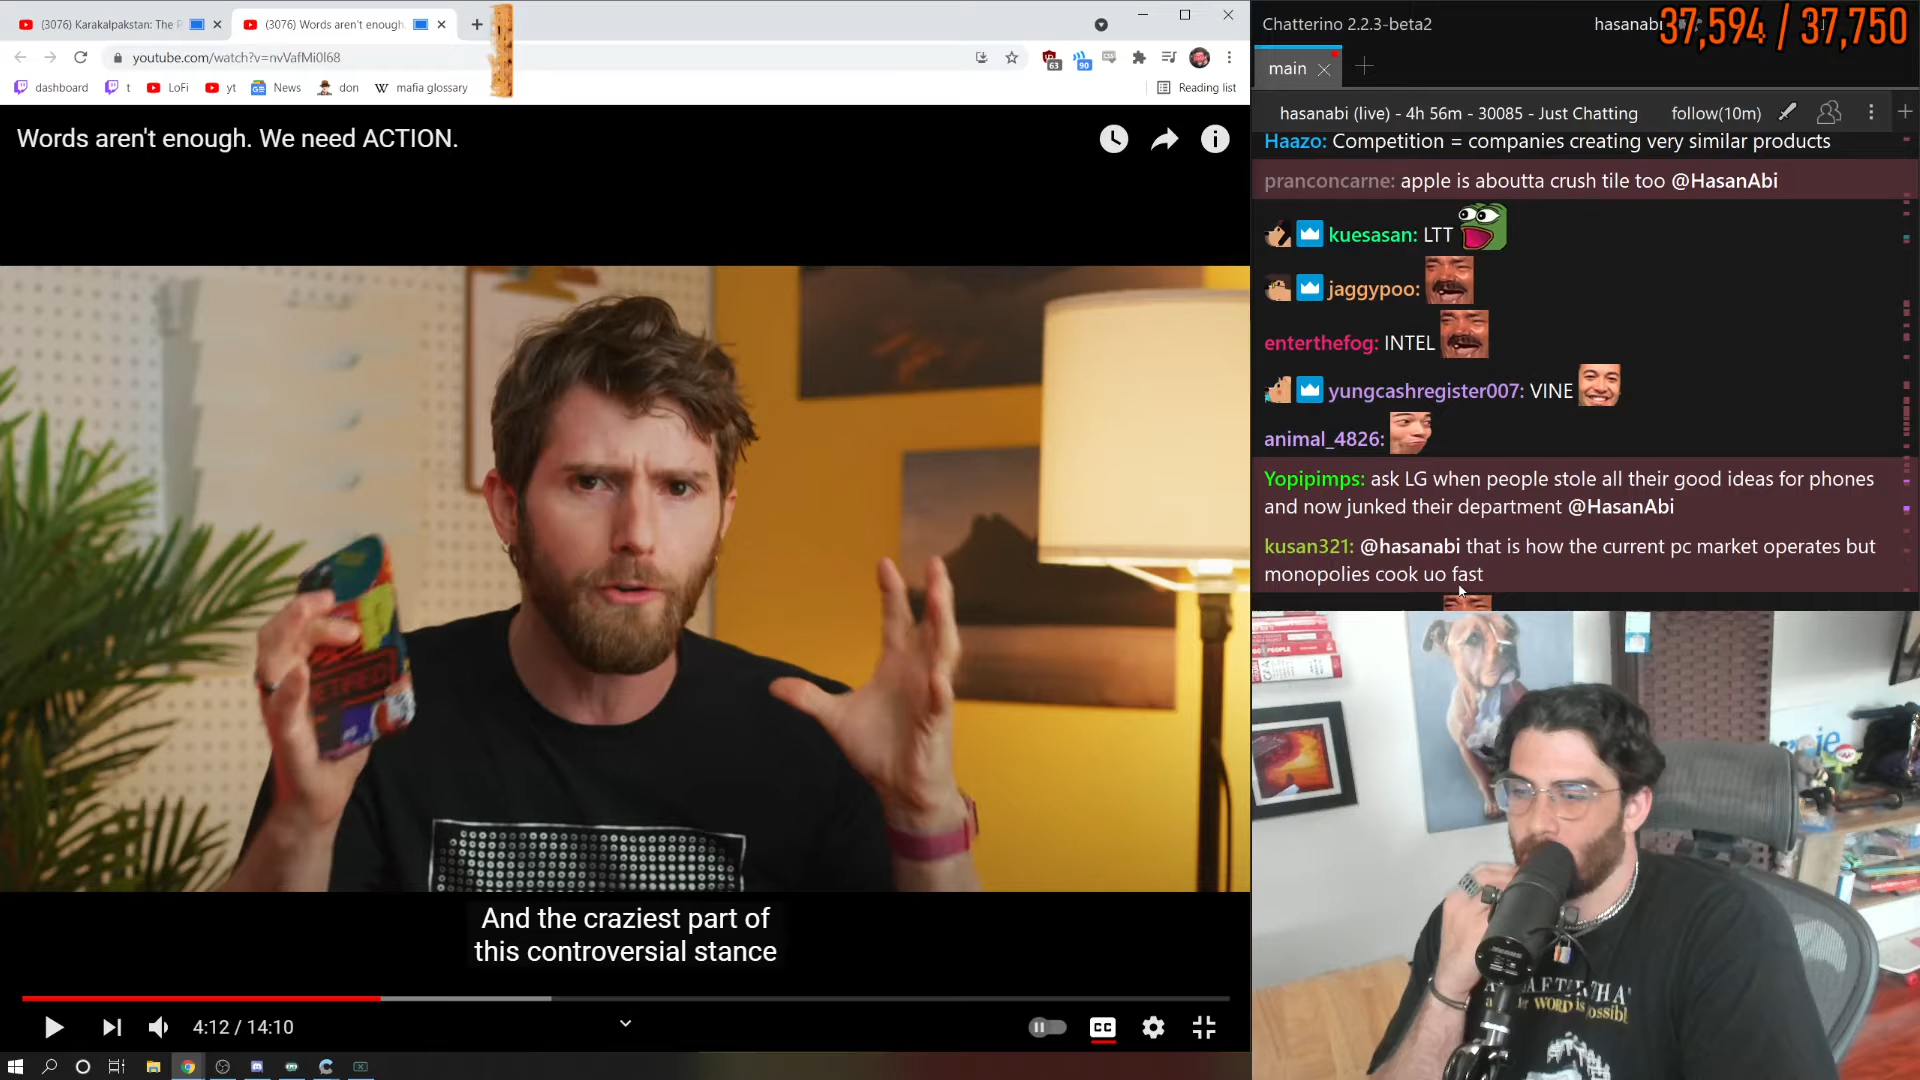 (3076) Karakalpakstan: The P
(3076) Words aren't enough.
youtube.com/watch?v=nvVafMi0l68
63
90
dashboard
t
LoFi
yt
News
don
mafia glossary
Reading list
Words aren't enough. We need ACTION.
And the craziest part of
this controversial stance
4:12 / 14:10
CC
Chatterino 2.2.3-beta2
hasanabi
37,594 / 37,750
main
hasanabi (live) - 4h 56m - 30085 - Just Chatting
follow(10m)
Haazo: Competition = companies creating very similar products
pranconcarne: apple is aboutta crush tile too @HasanAbi
kuesasan: LTT
jaggypoo:
enterthefog: INTEL
yungcashregister007: VINE
animal_4826:
Yopipimps: ask LG when people stole all their good ideas for phones
and now junked their department @HasanAbi
kusan321: @hasanabi that is how the current pc market operates but
monopolies cook uo fast